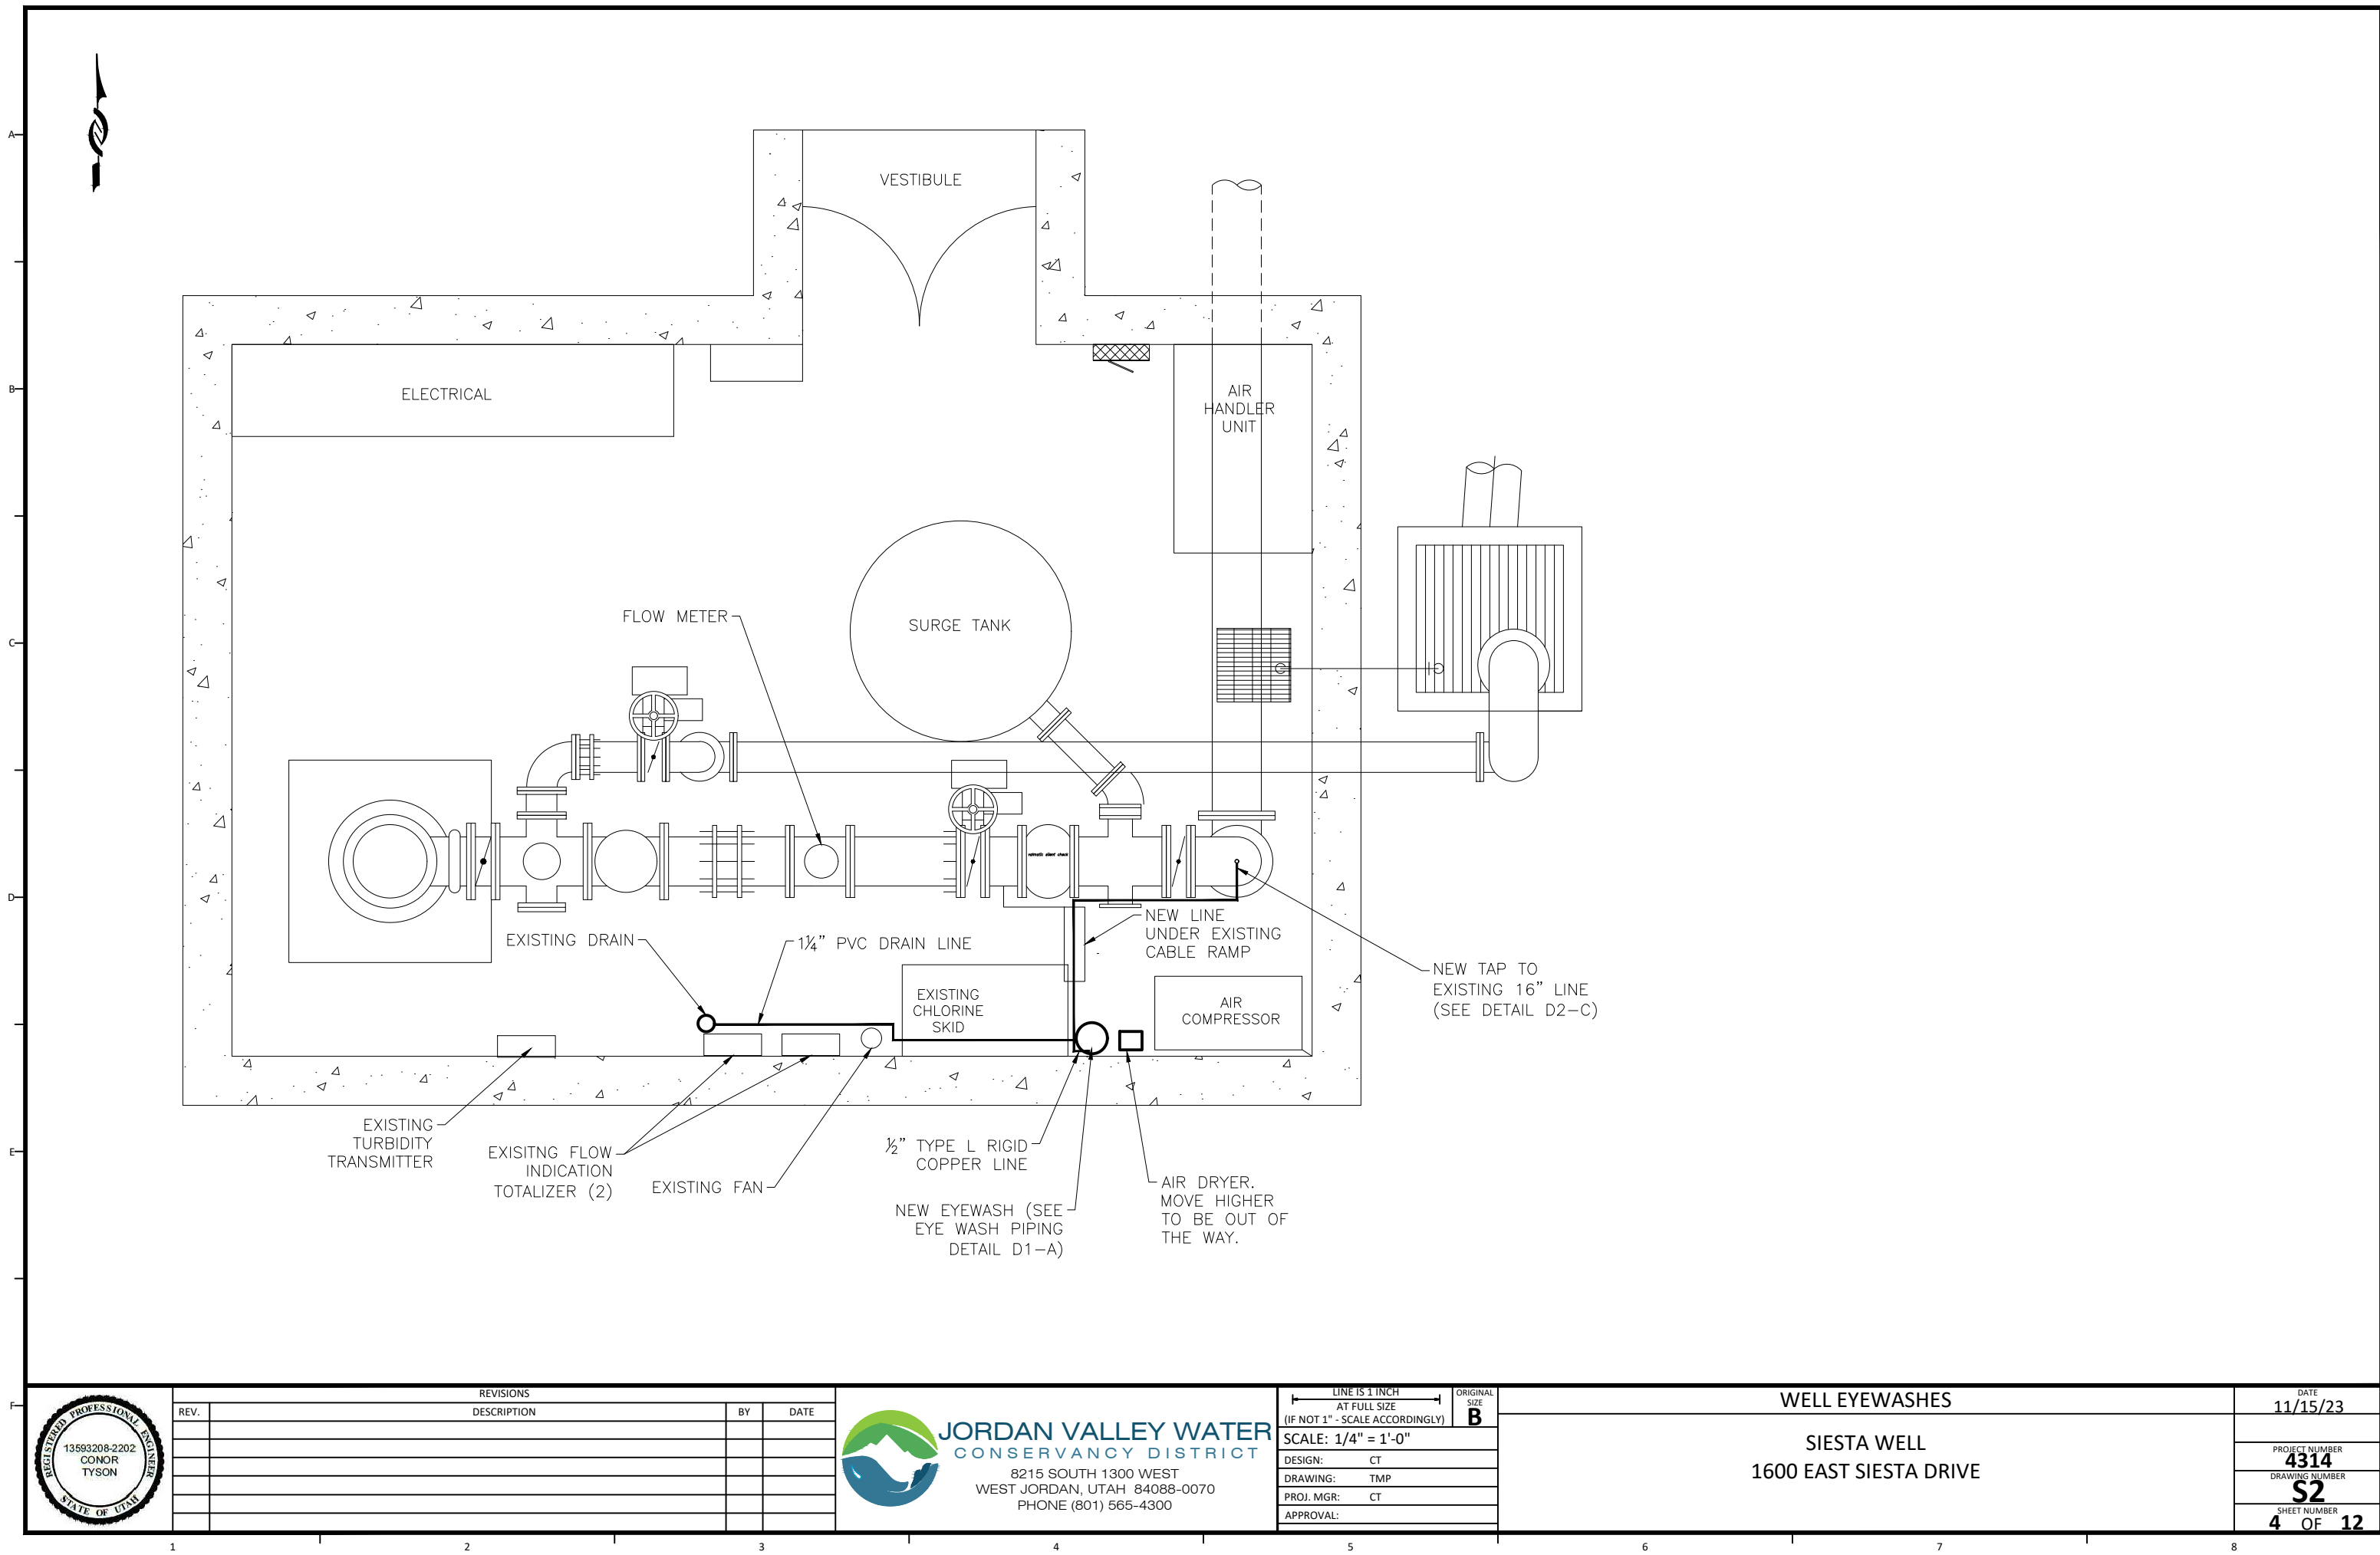 A
B
C
D
E
F
N
VESTIBULE
ELECTRICAL
AIR
HANDLER
UNIT
FLOW METER
SURGE TANK
EXISTING DRAIN
1¼” PVC DRAIN LINE
NEW LINE
UNDER EXISTING
CABLE RAMP
NEW TAP TO
EXISTING 16” LINE
(SEE DETAIL D2-C)
EXISTING
CHLORINE
SKID
AIR
COMPRESSOR
EXISTING
TURBIDITY
TRANSMITTER
EXISITNG FLOW
INDICATION
TOTALIZER (2)
EXISTING FAN
½” TYPE L RIGID
COPPER LINE
NEW EYEWASH (SEE
EYE WASH PIPING
DETAIL D1-A)
AIR DRYER.
MOVE HIGHER
TO BE OUT OF
THE WAY.
REGISTERED PROFESSIONAL ENGINEER
13593208-2202
CONOR
TYSON
STATE OF UTAH
REVISIONS
REV. DESCRIPTION BY DATE
JORDAN VALLEY WATER
CONSERVANCY DISTRICT
8215 SOUTH 1300 WEST
WEST JORDAN, UTAH 84088-0070
PHONE (801) 565-4300
LINE IS 1 INCH
AT FULL SIZE
(IF NOT 1" - SCALE ACCORDINGLY)
ORIGINAL
SIZE
B
SCALE: 1/4" = 1'-0"
DESIGN: CT
DRAWING: TMP
PROJ. MGR: CT
APPROVAL:
WELL EYEWASHES
SIESTA WELL
1600 EAST SIESTA DRIVE
DATE
11/15/23
PROJECT NUMBER
4314
DRAWING NUMBER
S2
SHEET NUMBER
4 OF 12
1 2 3 4 5 6 7 8